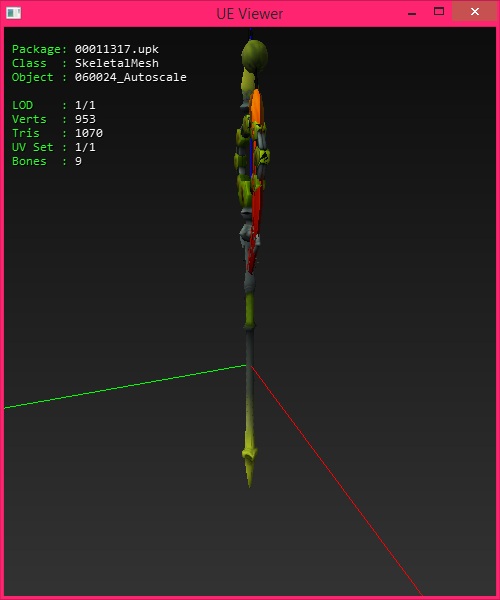 UE Viewer
Package: 00011317.upk
Class : SkeletalMesh
Object : 060024_Autoscale
LOD : 1/1
Verts : 953
Tris : 1070
UV Set : 1/1
Bones : 9